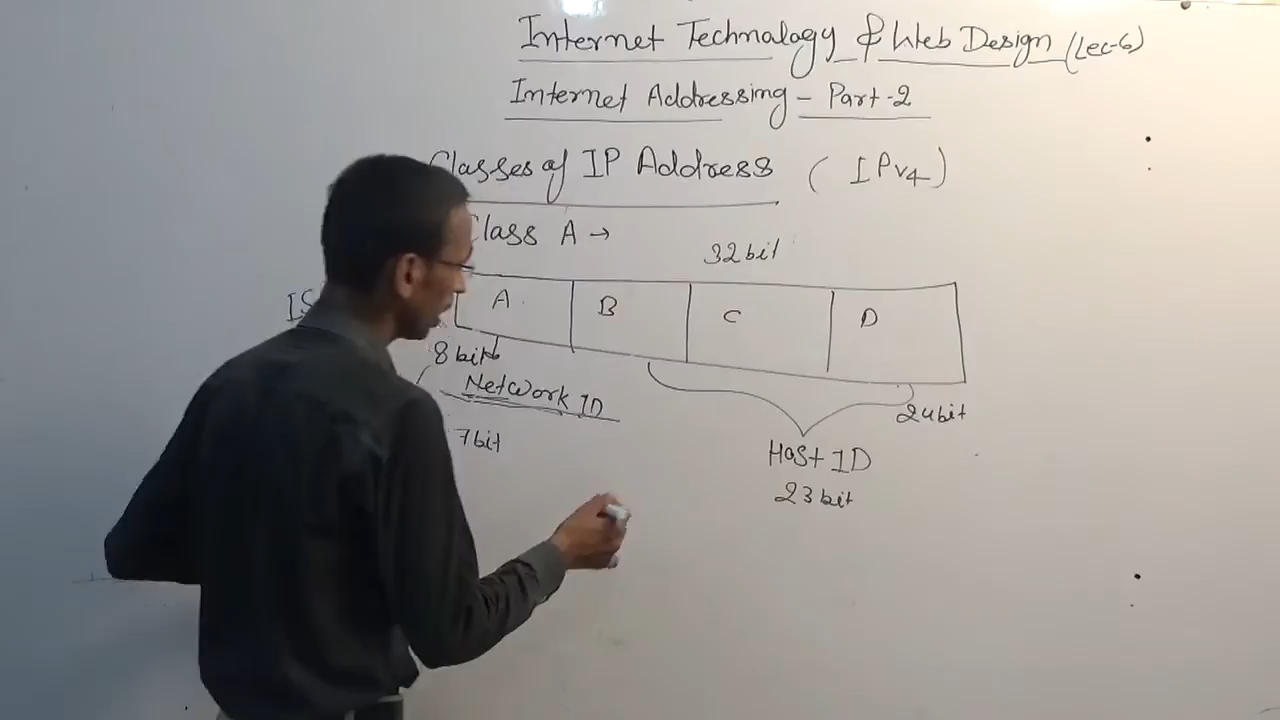 Internet Technalogy & Web Design (Lec-6)
Internet Addressing - Part-2
Classes of IP Address ( IPv4 )
Class A →
32 bit
A B C D
8 bit
Network ID
24 bit
7 bit
Host ID
23 bit